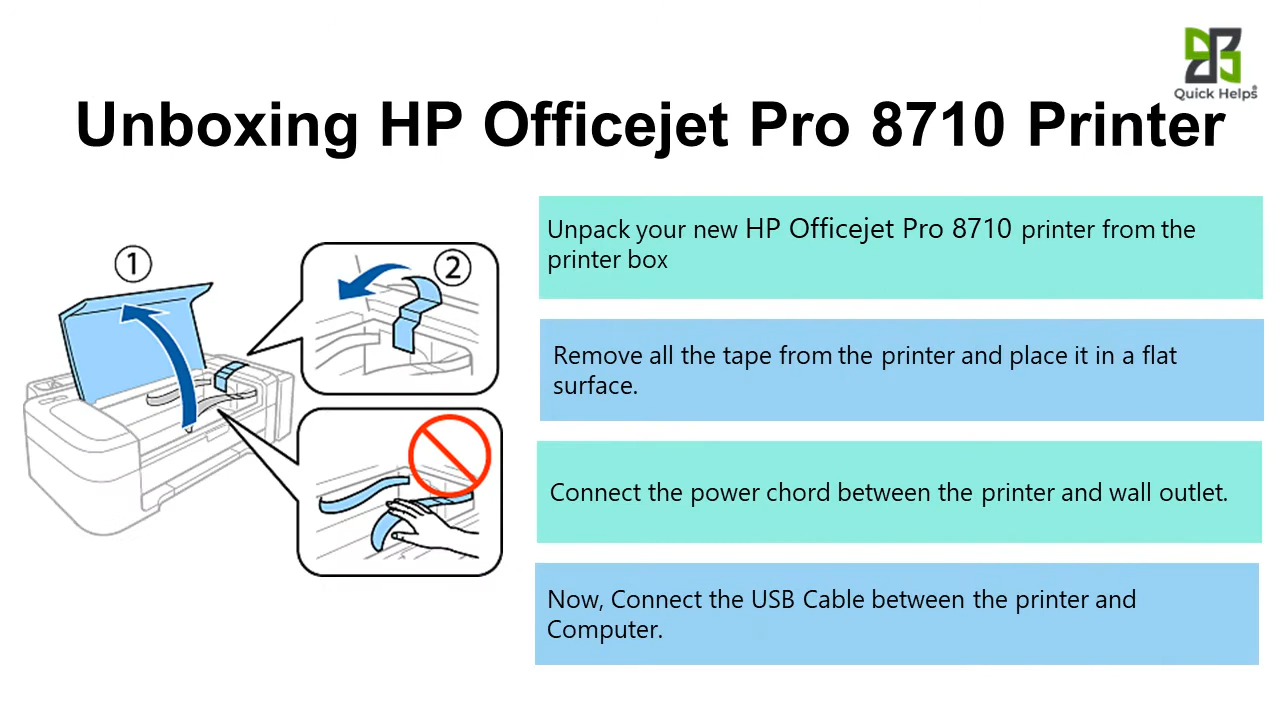 Quick Helps®
Unboxing HP Officejet Pro 8710 Printer
1
2
Unpack your new HP Officejet Pro 8710 printer from the
printer box
Remove all the tape from the printer and place it in a flat
surface.
Connect the power chord between the printer and wall outlet.
Now, Connect the USB Cable between the printer and
Computer.